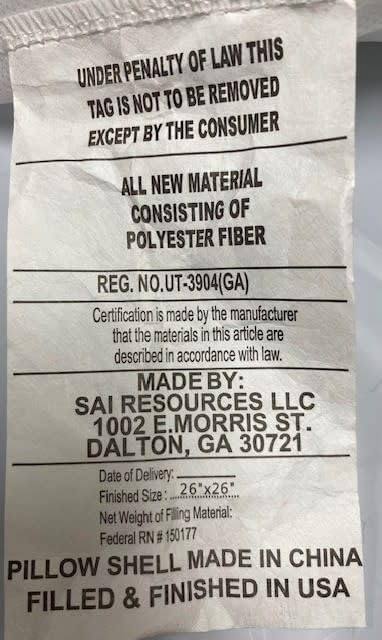 UNDER PENALTY OF LAW THIS
TAG IS NOT TO BE REMOVED
EXCEPT BY THE CONSUMER
ALL NEW MATERIAL
CONSISTING OF
POLYESTER FIBER
REG. NO.UT-3904(GA)
Certification is made by the manufacturer
that the materials in this article are
described in accordance with law.
MADE BY:
SAI RESOURCES LLC
1002 E.MORRIS ST.
DALTON, GA 30721
Date of Delivery:
Finished Size: 26"x26"
Net Weight of Filling Material:
Federal RN # 150177
PILLOW SHELL MADE IN CHINA
FILLED & FINISHED IN USA